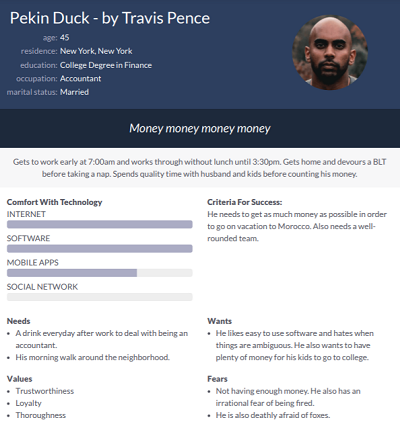 Pekin Duck - by Travis Pence
age: 45
residence: New York, New York
education: College Degree in Finance
occupation: Accountant
marital status: Married
Money money money money
Gets to work early at 7:00am and works through without lunch until 3:30pm. Gets home and devours a BLT
before taking a nap. Spends quality time with husband and kids before counting his money.
Comfort With Technology
INTERNET
SOFTWARE
MOBILE APPS
SOCIAL NETWORK
Criteria For Success:
He needs to get as much money as possible in order
to go on vacation to Morocco. Also needs a well-
rounded team.
Needs
• A drink everyday after work to deal with being an
accountant.
• His morning walk around the neighborhood.
Wants
• He likes easy to use software and hates when
things are ambiguous. He also wants to have
plenty of money for his kids to go to college.
Values
• Trustworthiness
• Loyalty
• Thoroughness
Fears
• Not having enough money. He also has an
irrational fear of being fired.
• He is also deathly afraid of foxes.